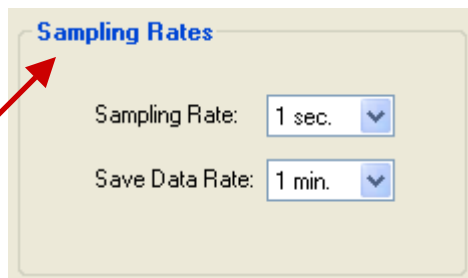 Sampling Rates
Sampling Rate: 1 sec.
Save Data Rate: 1 min.